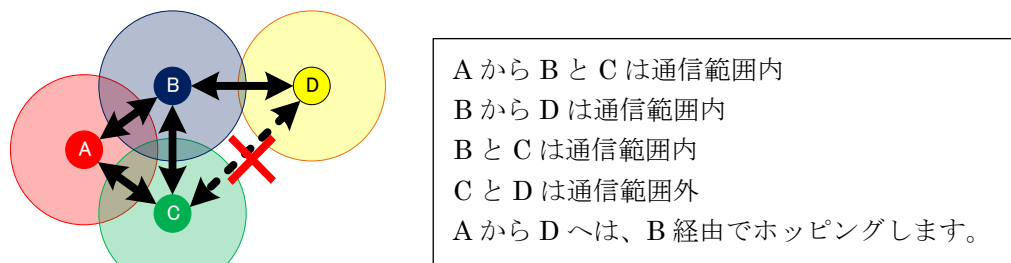 B
D
A
C
A から B と C は通信範囲内
B から D は通信範囲内
B と C は通信範囲内
C と D は通信範囲外
A から D へは、B 経由でホッピングします。